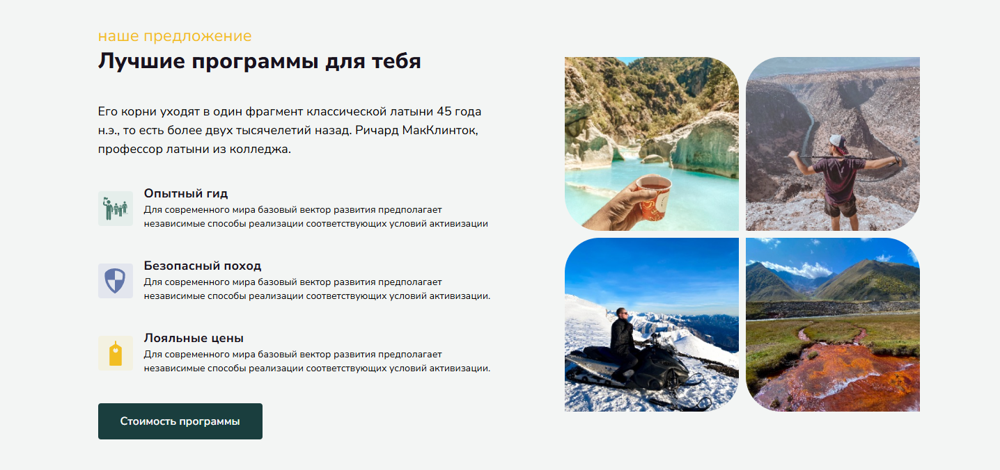 наше предложение
Лучшие программы для тебя
Его корни уходят в один фрагмент классической латыни 45 года
н.э., то есть более двух тысячелетий назад. Ричард МакКлинток,
профессор латыни из колледжа.
Опытный гид
Для современного мира базовый вектор развития предполагает
независимые способы реализации соответствующих условий активизации
Безопасный поход
Для современного мира базовый вектор развития предполагает
независимые способы реализации соответствующих условий активизации.
Лояльные цены
Для современного мира базовый вектор развития предполагает
независимые способы реализации соответствующих условий активизации.
Стоимость программы